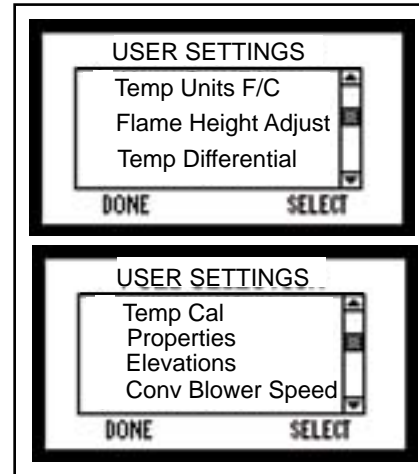 USER SETTINGS
Temp Units F/C
Flame Height Adjust
Temp Differential
DONE SELECT
USER SETTINGS
Temp Cal
Properties
Elevations
Conv Blower Speed
DONE SELECT